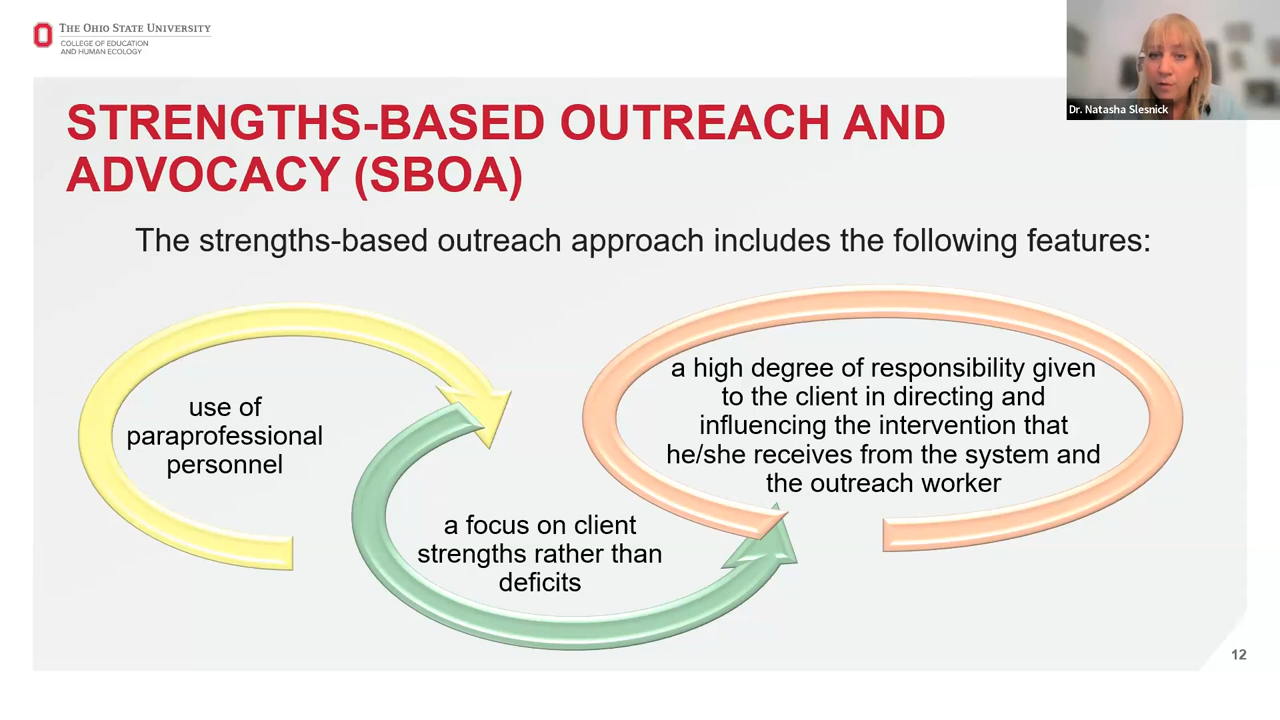 THE OHIO STATE UNIVERSITY
COLLEGE OF EDUCATION
AND HUMAN ECOLOGY
Dr. Natasha Slesnick
STRENGTHS-BASED OUTREACH AND
ADVOCACY (SBOA)
The strengths-based outreach approach includes the following features:
use of
paraprofessional
personnel
a focus on client
strengths rather than
deficits
a high degree of responsibility given
to the client in directing and
influencing the intervention that
he/she receives from the system and
the outreach worker
12